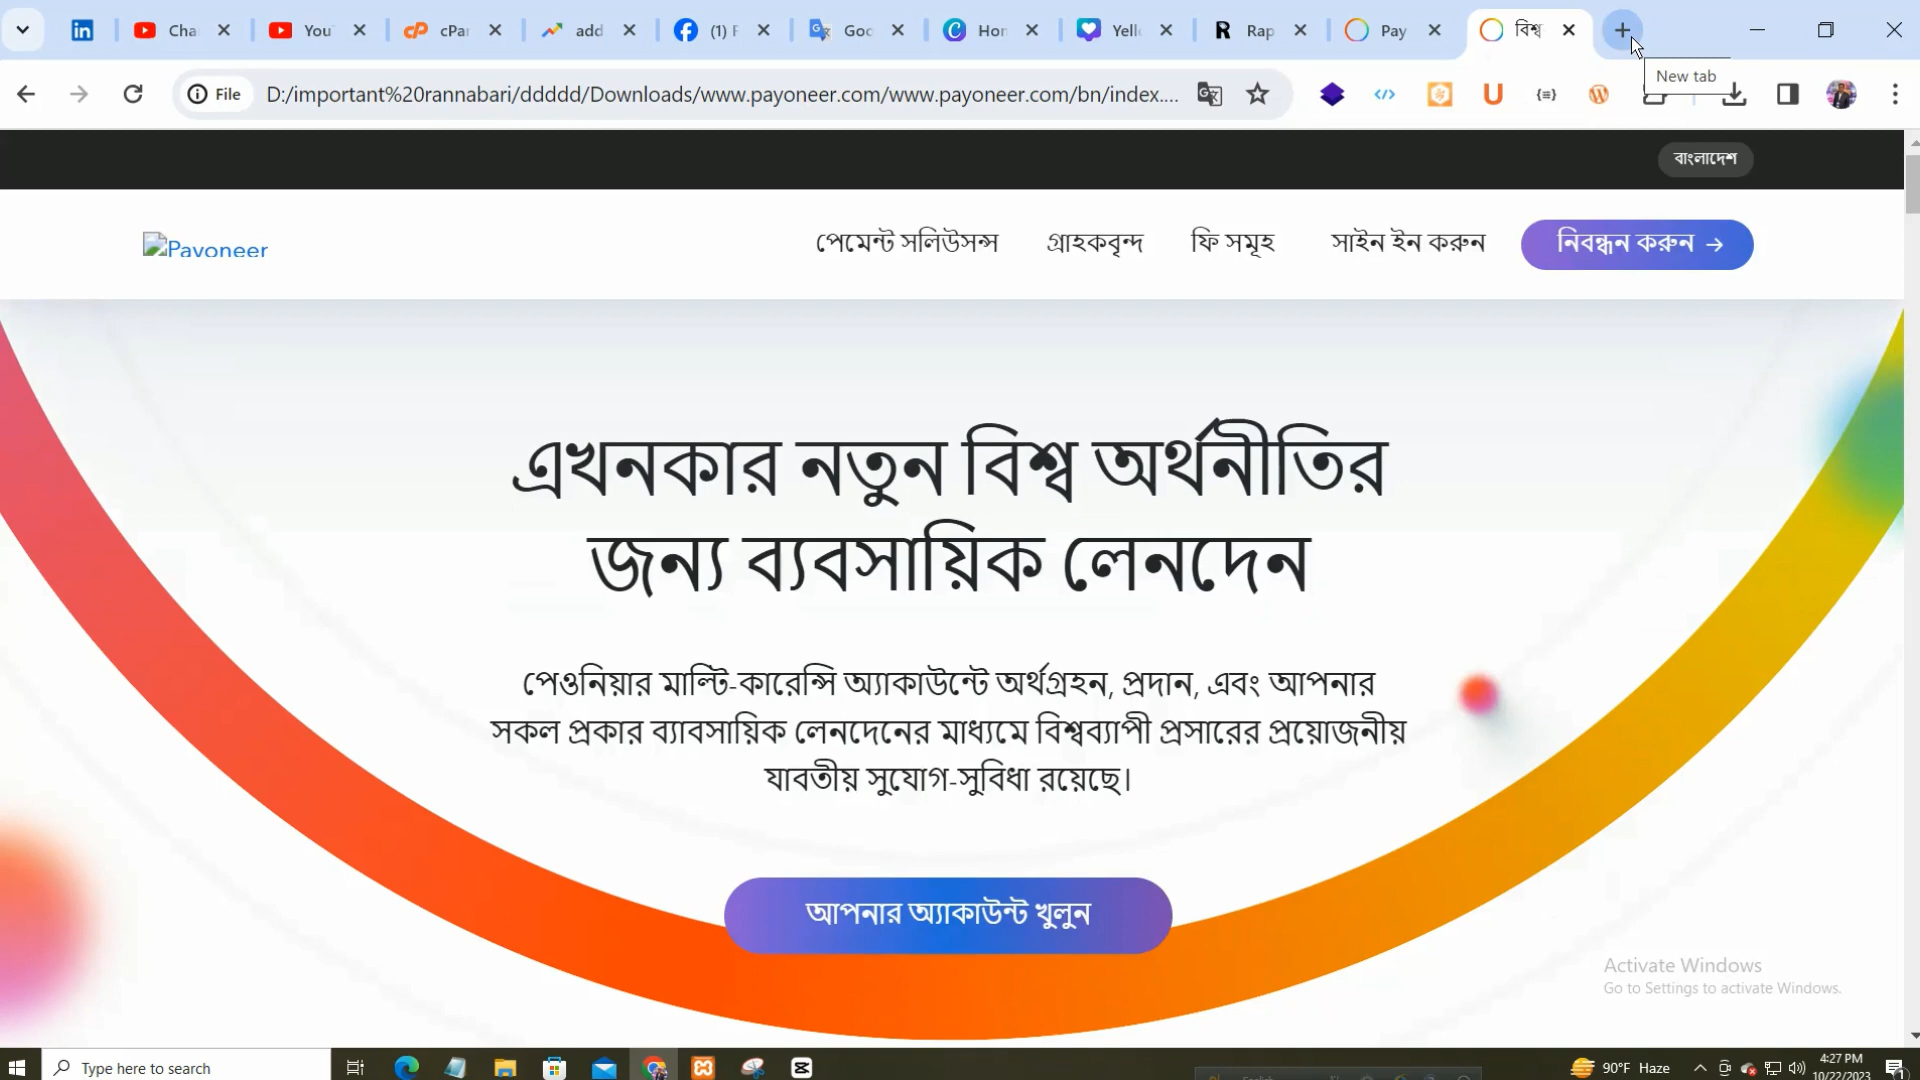 Cha
You
cPar
add
(1) F
Goo
Hor
Yell
Rap
Pay
বিশ্ব
File
D:/important%20rannabari/ddddd/Downloads/www.payoneer.com/www.payoneer.com/bn/index....
New tab
বাংলাদেশ
Payoneer
পেমেন্ট সলিউসন্স
গ্রাহকবৃন্দ
ফি সমূহ
সাইন ইন করুন
নিবন্ধন করুন →
এখনকার নতুন বিশ্ব অর্থনীতির
জন্য ব্যবসায়িক লেনদেন
পেওনিয়ার মাল্টি-কারেন্সি অ্যাকাউন্টে অর্থগ্রহন, প্রদান, এবং আপনার
সকল প্রকার ব্যাবসায়িক লেনদেনের মাধ্যমে বিশ্বব্যাপী প্রসারের প্রয়োজনীয়
যাবতীয় সুযোগ-সুবিধা রয়েছে।
আপনার অ্যাকাউন্ট খুলুন
Activate Windows
Go to Settings to activate Windows.
Type here to search
90°F Haze
4:27 PM
10/22/2023